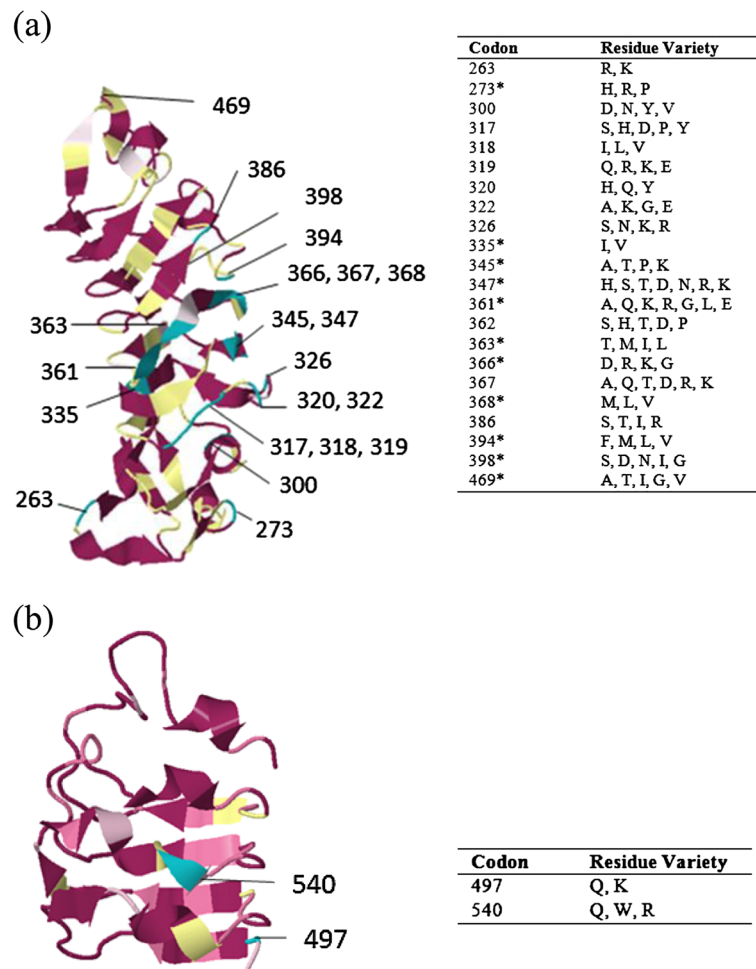 (a)
469
386
398
394
366, 367, 368
363
345, 347
361
326
335
320, 322
317, 318, 319
300
263
273
Codon Residue Variety
263 R, K
273* H, R, P
300 D, N, Y, V
317 S, H, D, P, Y
318 I, L, V
319 Q, R, K, E
320 H, Q, Y
322 A, K, G, E
326 S, N, K, R
335* I, V
345* A, T, P, K
347* H, S, T, D, N, R, K
361* A, Q, K, R, G, L, E
362 S, H, T, D, P
363* T, M, I, L
366* D, R, K, G
367 A, Q, T, D, R, K
368* M, L, V
386 S, T, I, R
394* F, M, L, V
398* S, D, N, I, G
469* A, T, I, G, V
(b)
540
497
Codon Residue Variety
497 Q, K
540 Q, W, R